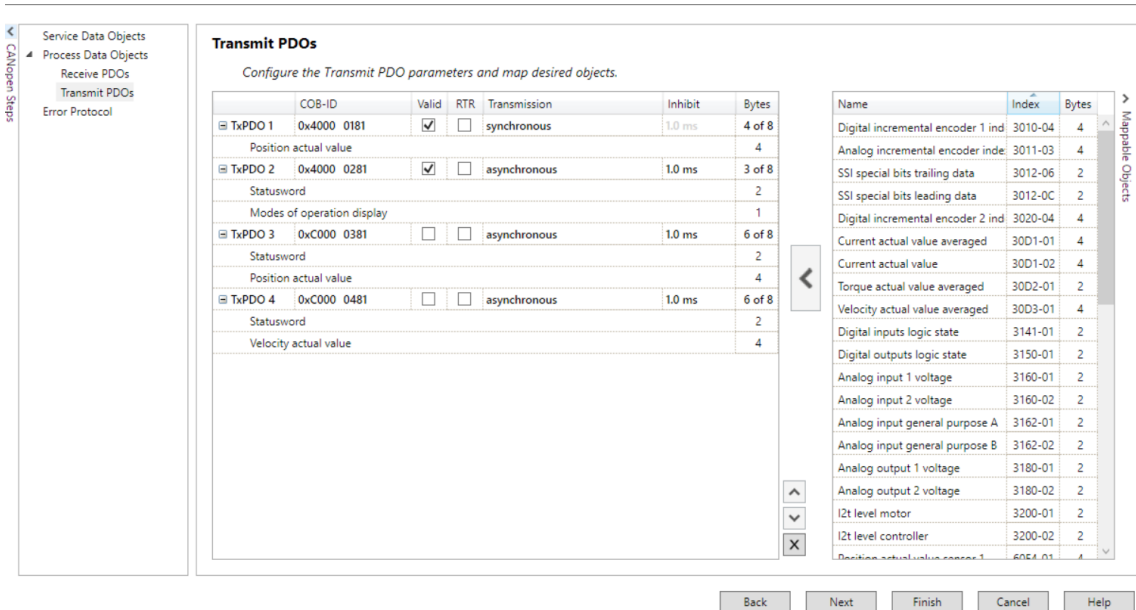 CANopen Steps
Service Data Objects
Process Data Objects
Receive PDOs
Transmit PDOs
Error Protocol
Transmit PDOs
Configure the Transmit PDO parameters and map desired objects.
COB-ID Valid RTR Transmission Inhibit Bytes
TxPDO 1 0x4000 0181 synchronous 1.0 ms 4 of 8
Position actual value 4
TxPDO 2 0x4000 0281 asynchronous 1.0 ms 3 of 8
Statusword 2
Modes of operation display 1
TxPDO 3 0xC000 0381 asynchronous 1.0 ms 6 of 8
Statusword 2
Position actual value 4
TxPDO 4 0xC000 0481 asynchronous 1.0 ms 6 of 8
Statusword 2
Velocity actual value 4
Name Index Bytes
Digital incremental encoder 1 ind 3010-04 4
Analog incremental encoder inde 3011-03 4
SSI special bits trailing data 3012-06 2
SSI special bits leading data 3012-0C 2
Digital incremental encoder 2 ind 3020-04 4
Current actual value averaged 30D1-01 4
Current actual value 30D1-02 4
Torque actual value averaged 30D2-01 2
Velocity actual value averaged 30D3-01 4
Digital inputs logic state 3141-01 2
Digital outputs logic state 3150-01 2
Analog input 1 voltage 3160-01 2
Analog input 2 voltage 3160-02 2
Analog input general purpose A 3162-01 2
Analog input general purpose B 3162-02 2
Analog output 1 voltage 3180-01 2
Analog output 2 voltage 3180-02 2
I2t level motor 3200-01 2
I2t level controller 3200-02 2
Position actual value sensor 1 60E4-01 4
Mappable Objects
Back Next Finish Cancel Help